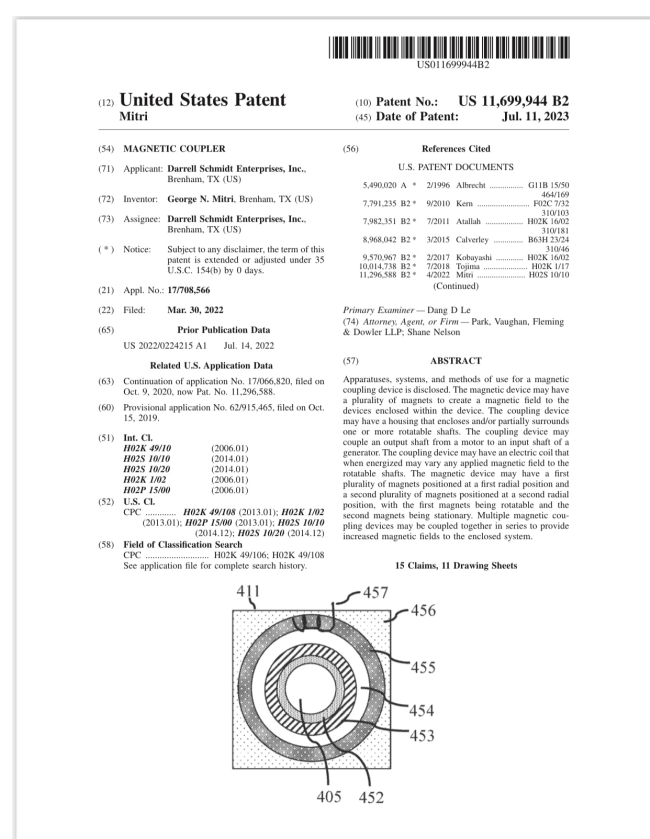 US011699944B2
(12) United States Patent
Mitri
(10) Patent No.: US 11,699,944 B2
(45) Date of Patent: Jul. 11, 2023
(54) MAGNETIC COUPLER
(71) Applicant: Darrell Schmidt Enterprises, Inc.,
Brenham, TX (US)
(72) Inventor: George N. Mitri, Brenham, TX (US)
(73) Assignee: Darrell Schmidt Enterprises, Inc.,
Brenham, TX (US)
( * ) Notice: Subject to any disclaimer, the term of this
patent is extended or adjusted under 35
U.S.C. 154(b) by 0 days.
(21) Appl. No.: 17/708,566
(22) Filed: Mar. 30, 2022
(65) Prior Publication Data
US 2022/0224215 A1 Jul. 14, 2022
Related U.S. Application Data
(63) Continuation of application No. 17/066,820, filed on
Oct. 9, 2020, now Pat. No. 11,296,588.
(60) Provisional application No. 62/915,465, filed on Oct.
15, 2019.
(51) Int. Cl.
H02K 49/10 (2006.01)
H02S 10/10 (2014.01)
H02S 10/20 (2014.01)
H02K 1/02 (2006.01)
H02P 15/00 (2006.01)
(52) U.S. Cl.
CPC ............. H02K 49/108 (2013.01); H02K 1/02
(2013.01); H02P 15/00 (2013.01); H02S 10/10
(2014.12); H02S 10/20 (2014.12)
(58) Field of Classification Search
CPC ........................... H02K 49/106; H02K 49/108
See application file for complete search history.
(56) References Cited
U.S. PATENT DOCUMENTS
5,490,020 A * 2/1996 Albrecht ............... G11B 15/50
464/169
7,791,235 B2 * 9/2010 Kern ....................... F02C 7/32
310/103
7,982,351 B2 * 7/2011 Atallah ................. H02K 16/02
310/181
8,968,042 B2 * 3/2015 Calverley ............. B63H 23/24
310/46
9,570,967 B2 * 2/2017 Kobayashi ............ H02K 16/02
10,014,738 B2 * 7/2018 Tojima ..................... H02K 1/17
11,296,588 B2 * 4/2022 Mitri ...................... H02S 10/10
(Continued)
Primary Examiner — Dang D Le
(74) Attorney, Agent, or Firm — Park, Vaughan, Fleming
& Dowler LLP; Shane Nelson
(57) ABSTRACT
Apparatuses, systems, and methods of use for a magnetic
coupling device is disclosed. The magnetic device may have
a plurality of magnets to create a magnetic field to the
devices enclosed within the device. The coupling device
may have a housing that encloses and/or partially surrounds
one or more rotatable shafts. The coupling device may
couple an output shaft from a motor to an input shaft of a
generator. The coupling device may have an electric coil that
when energized may vary any applied magnetic field to the
rotatable shafts. The magnetic device may have a first
plurality of magnets positioned at a first radial position and
a second plurality of magnets positioned at a second radial
position, with the first magnets being rotatable and the
second magnets being stationary. Multiple magnetic cou-
pling devices may be coupled together in series to provide
increased magnetic fields to the enclosed system.
15 Claims, 11 Drawing Sheets
411
457
456
455
454
453
405 452